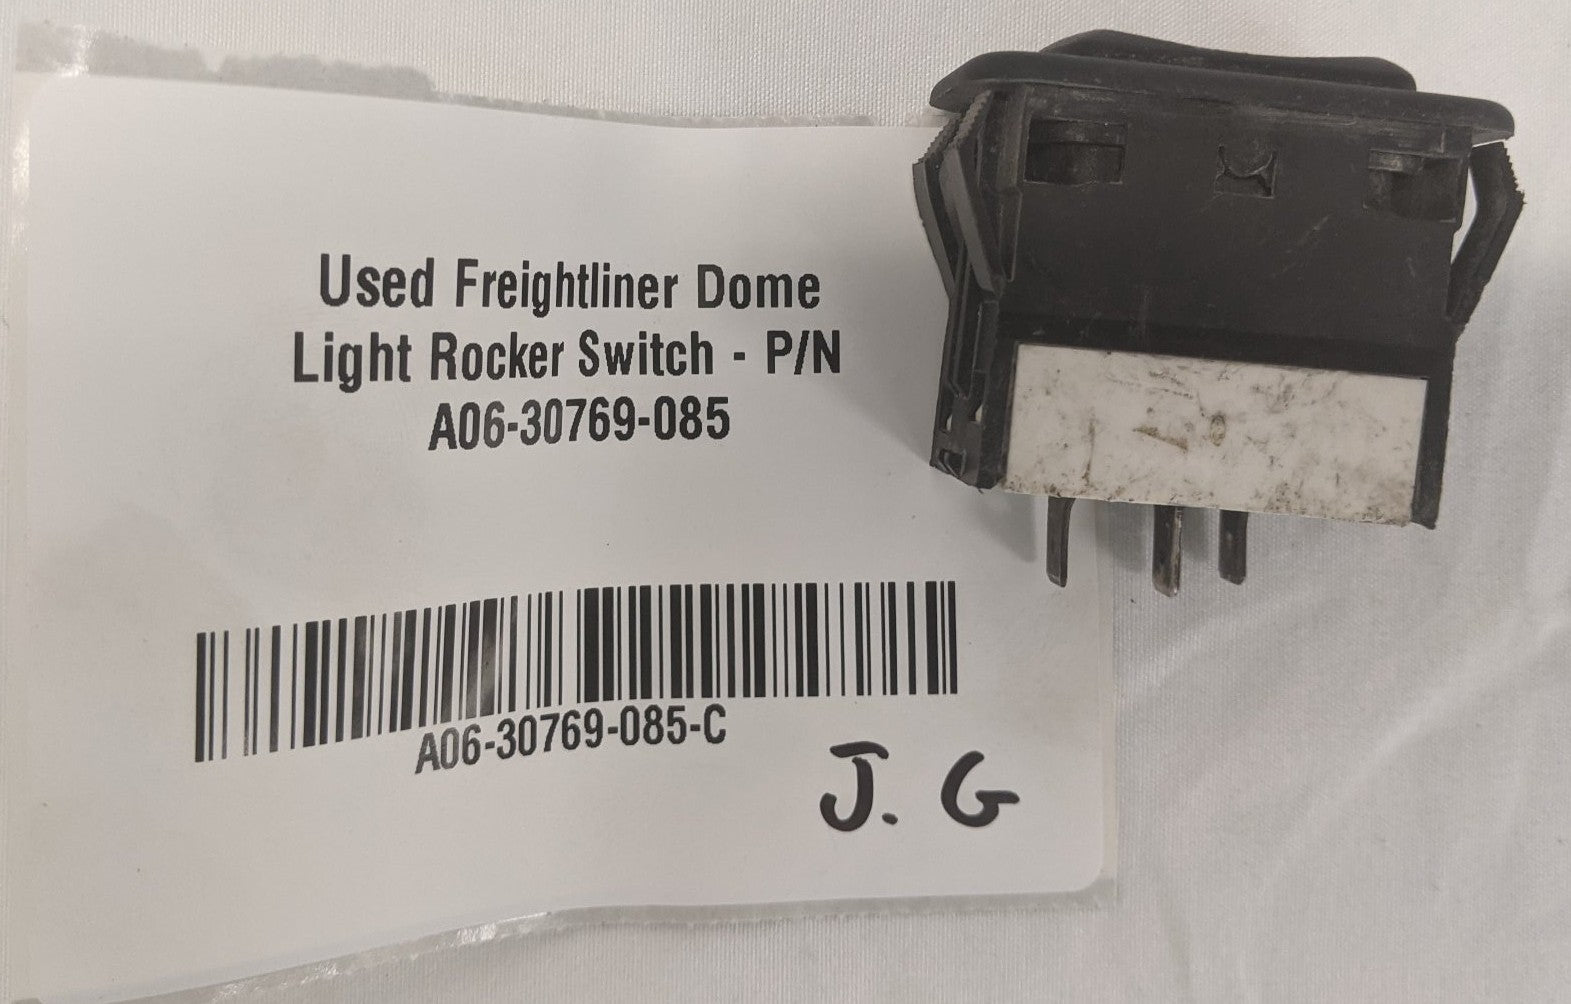 Used Freightliner Dome
Light Rocker Switch - P/N
A06-30769-085
A06-30769-085-C
J. G